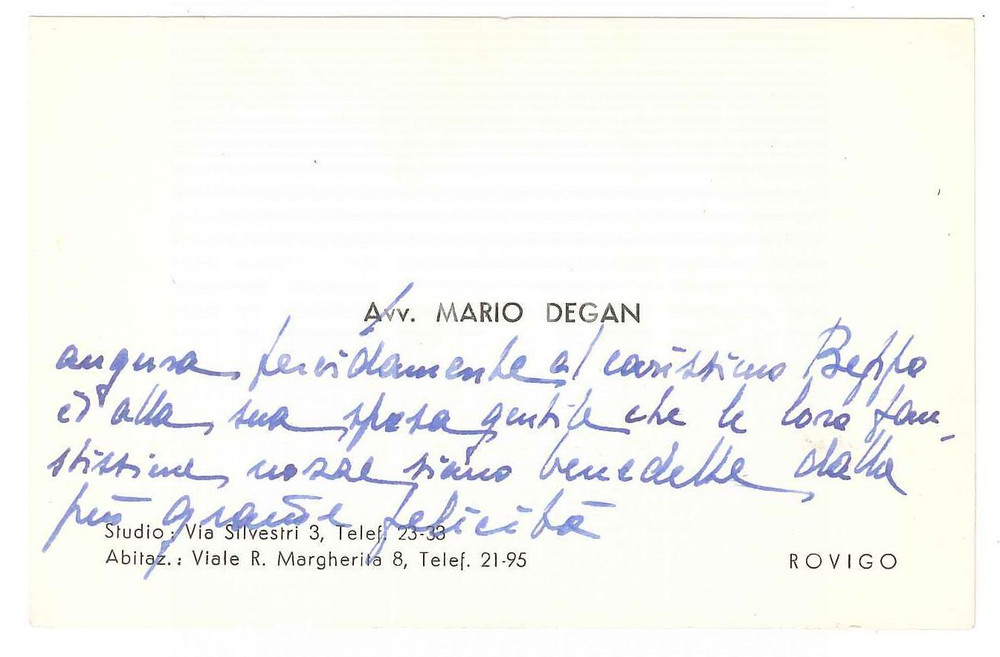 Avv. MARIO DEGAN
augura fervidamente al carissimo Beppo
ed alla sua sposa gentile che le loro fau-
stissime nozze siano benedette dalla
più grande felicità
Studio: Via Silvestri 3, Telef. 23-33
Abitaz.: Viale R. Margherita 8, Telef. 21-95
ROVIGO